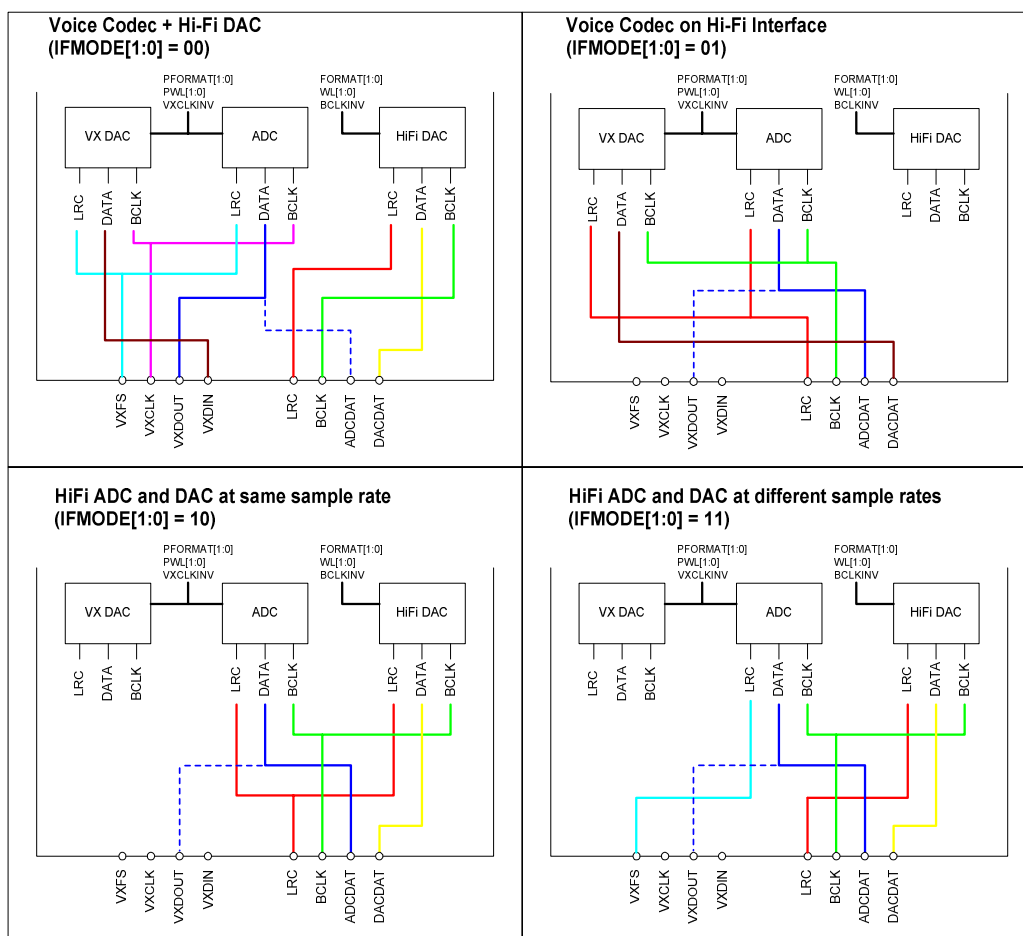 Voice Codec + Hi-Fi DAC
(IFMODE[1:0] = 00)
PFORMAT[1:0]
PWL[1:0]
VXCLKINV
FORMAT[1:0]
WL[1:0]
BCLKINV
VX DAC
ADC
HiFi DAC
LRC
DATA
BCLK
LRC
DATA
BCLK
LRC
DATA
BCLK
VXFS
VXCLK
VXDOUT
VXDIN
LRC
BCLK
ADCDAT
DACDAT
Voice Codec on Hi-Fi Interface
(IFMODE[1:0] = 01)
PFORMAT[1:0]
PWL[1:0]
VXCLKINV
FORMAT[1:0]
WL[1:0]
BCLKINV
VX DAC
ADC
HiFi DAC
LRC
DATA
BCLK
LRC
DATA
BCLK
LRC
DATA
BCLK
VXFS
VXCLK
VXDOUT
VXDIN
LRC
BCLK
ADCDAT
DACDAT
HiFi ADC and DAC at same sample rate
(IFMODE[1:0] = 10)
PFORMAT[1:0]
PWL[1:0]
VXCLKINV
FORMAT[1:0]
WL[1:0]
BCLKINV
VX DAC
ADC
HiFi DAC
LRC
DATA
BCLK
LRC
DATA
BCLK
LRC
DATA
BCLK
VXFS
VXCLK
VXDOUT
VXDIN
LRC
BCLK
ADCDAT
DACDAT
HiFi ADC and DAC at different sample rates
(IFMODE[1:0] = 11)
PFORMAT[1:0]
PWL[1:0]
VXCLKINV
FORMAT[1:0]
WL[1:0]
BCLKINV
VX DAC
ADC
HiFi DAC
LRC
DATA
BCLK
LRC
DATA
BCLK
LRC
DATA
BCLK
VXFS
VXCLK
VXDOUT
VXDIN
LRC
BCLK
ADCDAT
DACDAT